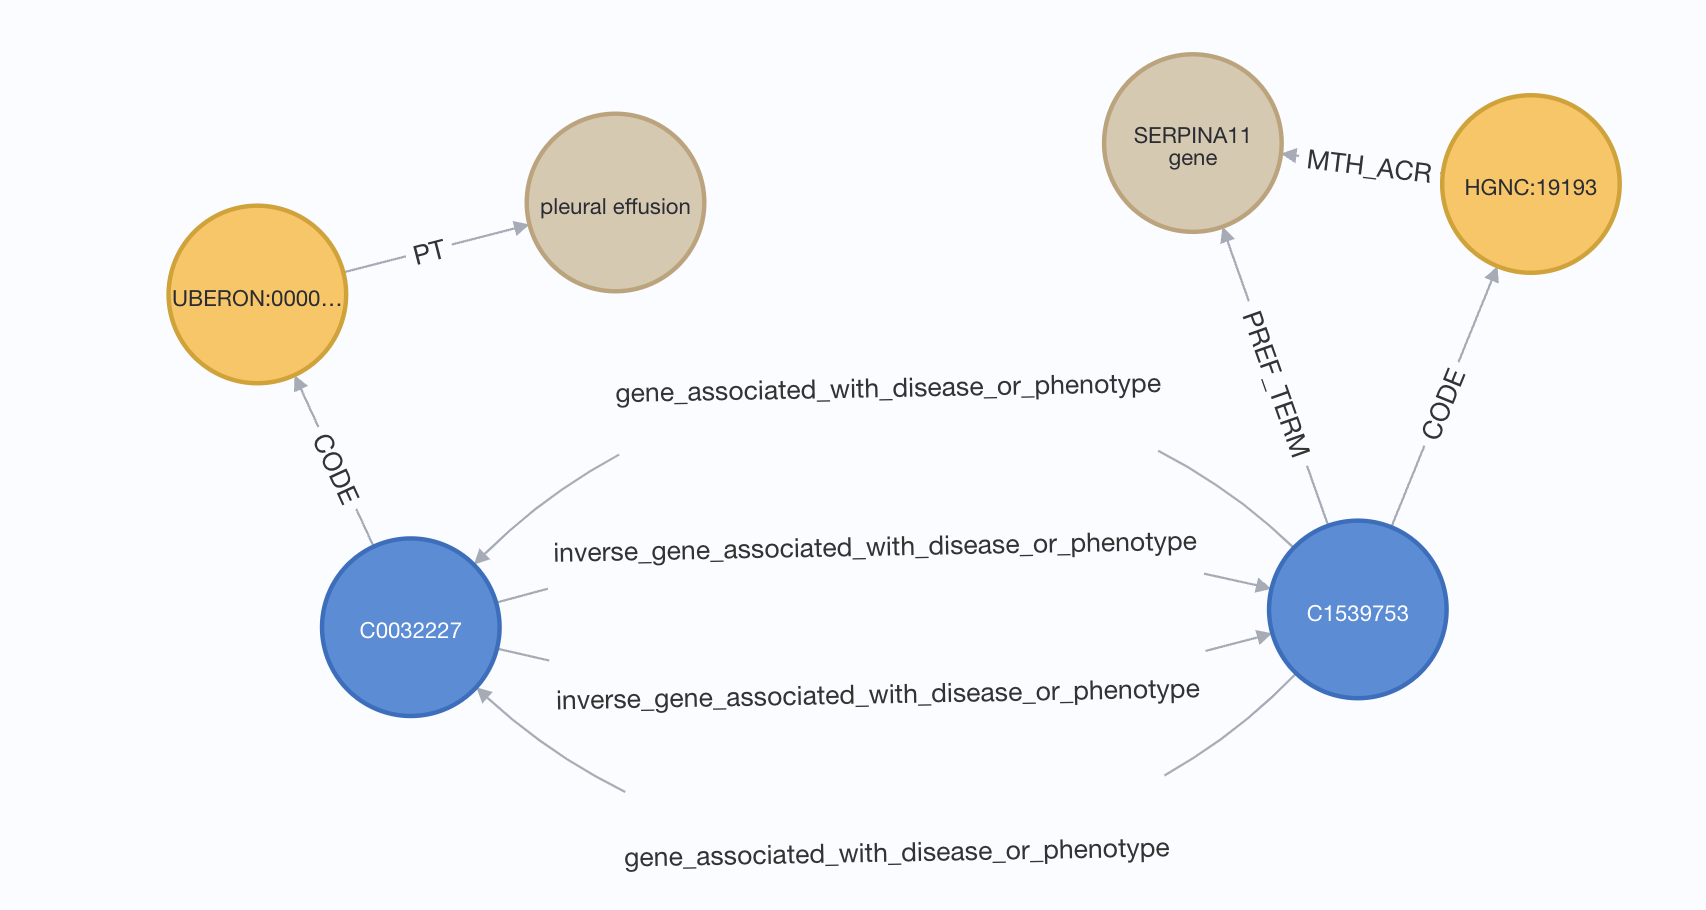 SERPINA11
gene
MTH_ACR
HGNC:19193
pleural effusion
PT
UBERON:0000…
PREF_TERM
CODE
gene_associated_with_disease_or_phenotype
CODE
inverse_gene_associated_with_disease_or_phenotype
C0032227
C1539753
inverse_gene_associated_with_disease_or_phenotype
gene_associated_with_disease_or_phenotype